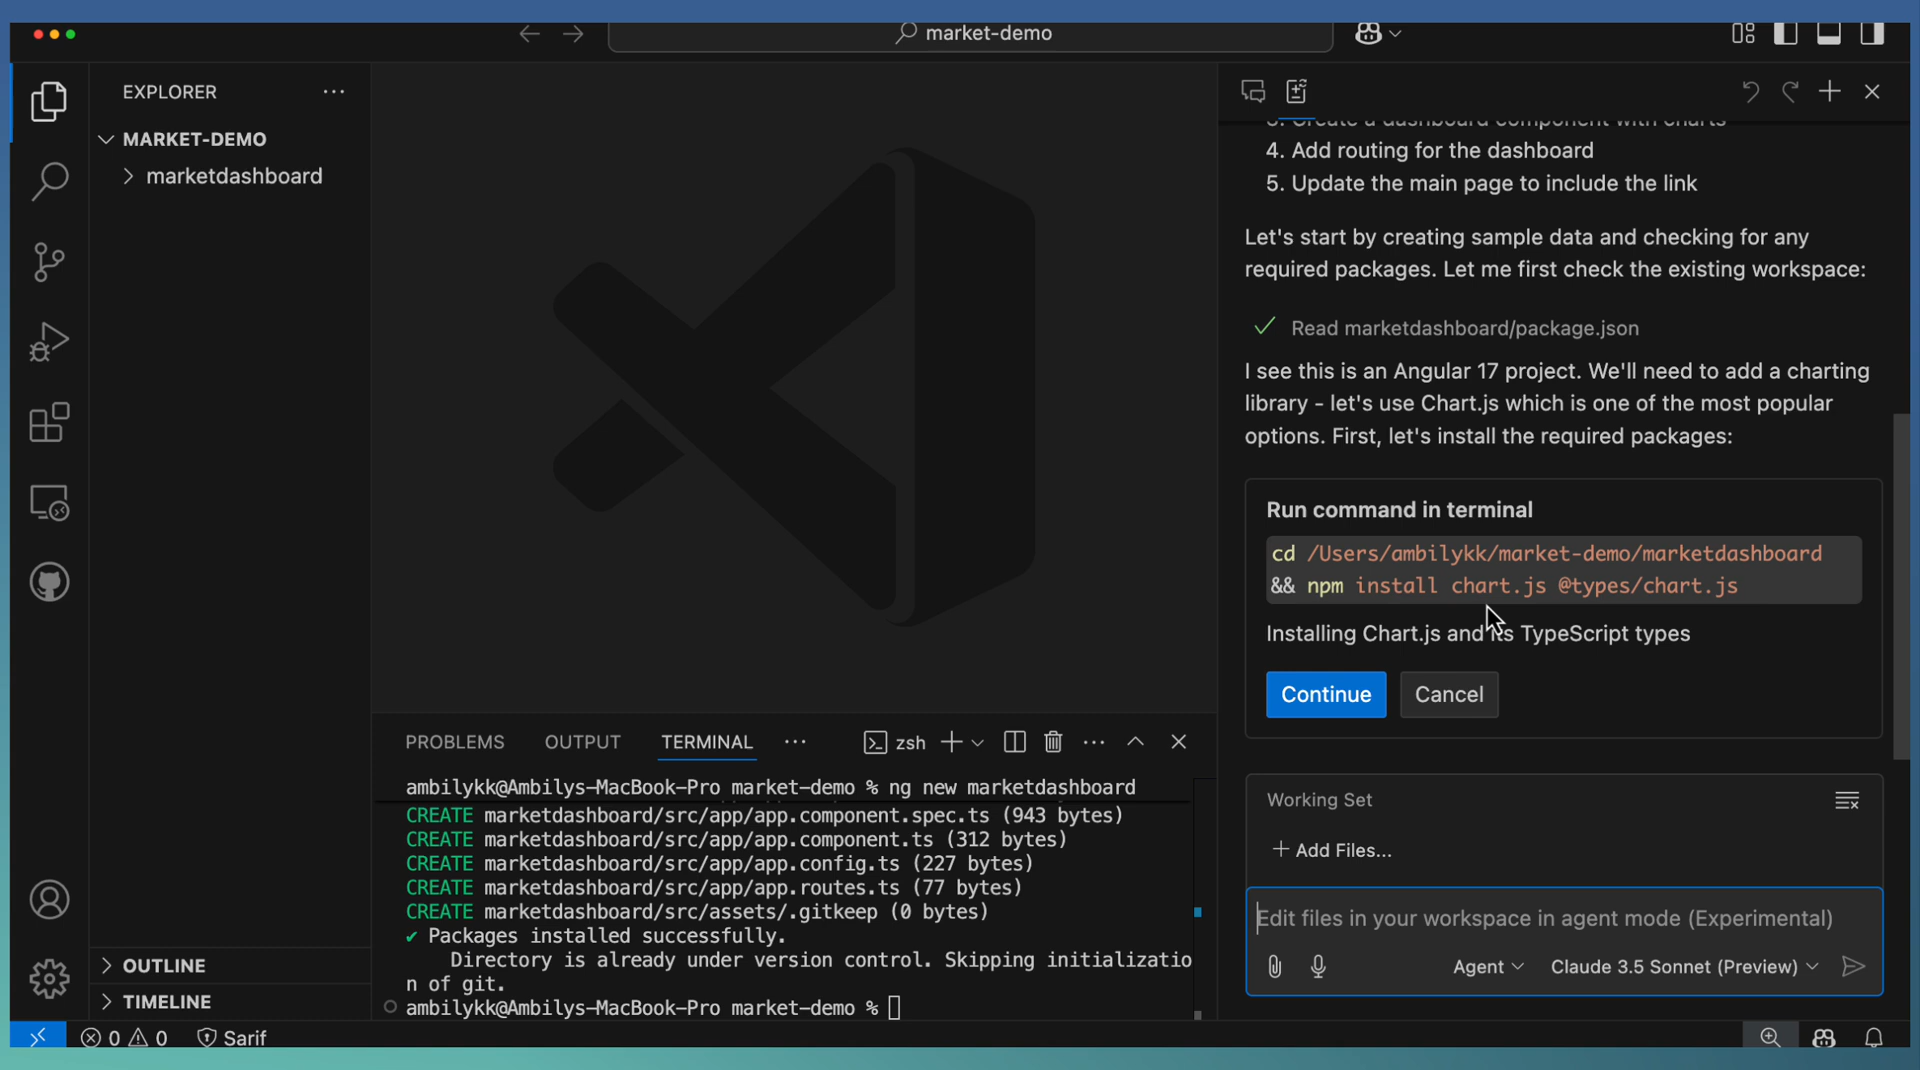 market-demo
EXPLORER
MARKET-DEMO
marketdashboard
OUTLINE
TIMELINE
PROBLEMS
OUTPUT
TERMINAL
zsh
ambilykk@Ambilys-MacBook-Pro market-demo % ng new marketdashboard
CREATE marketdashboard/src/app/app.component.spec.ts (943 bytes)
CREATE marketdashboard/src/app/app.component.ts (312 bytes)
CREATE marketdashboard/src/app/app.config.ts (227 bytes)
CREATE marketdashboard/src/app/app.routes.ts (77 bytes)
CREATE marketdashboard/src/assets/.gitkeep (0 bytes)
✔ Packages installed successfully.
Directory is already under version control. Skipping initializatio
n of git.
ambilykk@Ambilys-MacBook-Pro market-demo %
3. Create a dashboard component with charts
4. Add routing for the dashboard
5. Update the main page to include the link
Let's start by creating sample data and checking for any
required packages. Let me first check the existing workspace:
Read marketdashboard/package.json
I see this is an Angular 17 project. We'll need to add a charting
library - let's use Chart.js which is one of the most popular
options. First, let's install the required packages:
Run command in terminal
cd /Users/ambilykk/market-demo/marketdashboard
&& npm install chart.js @types/chart.js
Installing Chart.js and its TypeScript types
Continue
Cancel
Working Set
+ Add Files...
Edit files in your workspace in agent mode (Experimental)
Agent
Claude 3.5 Sonnet (Preview)
0
0
Sarif